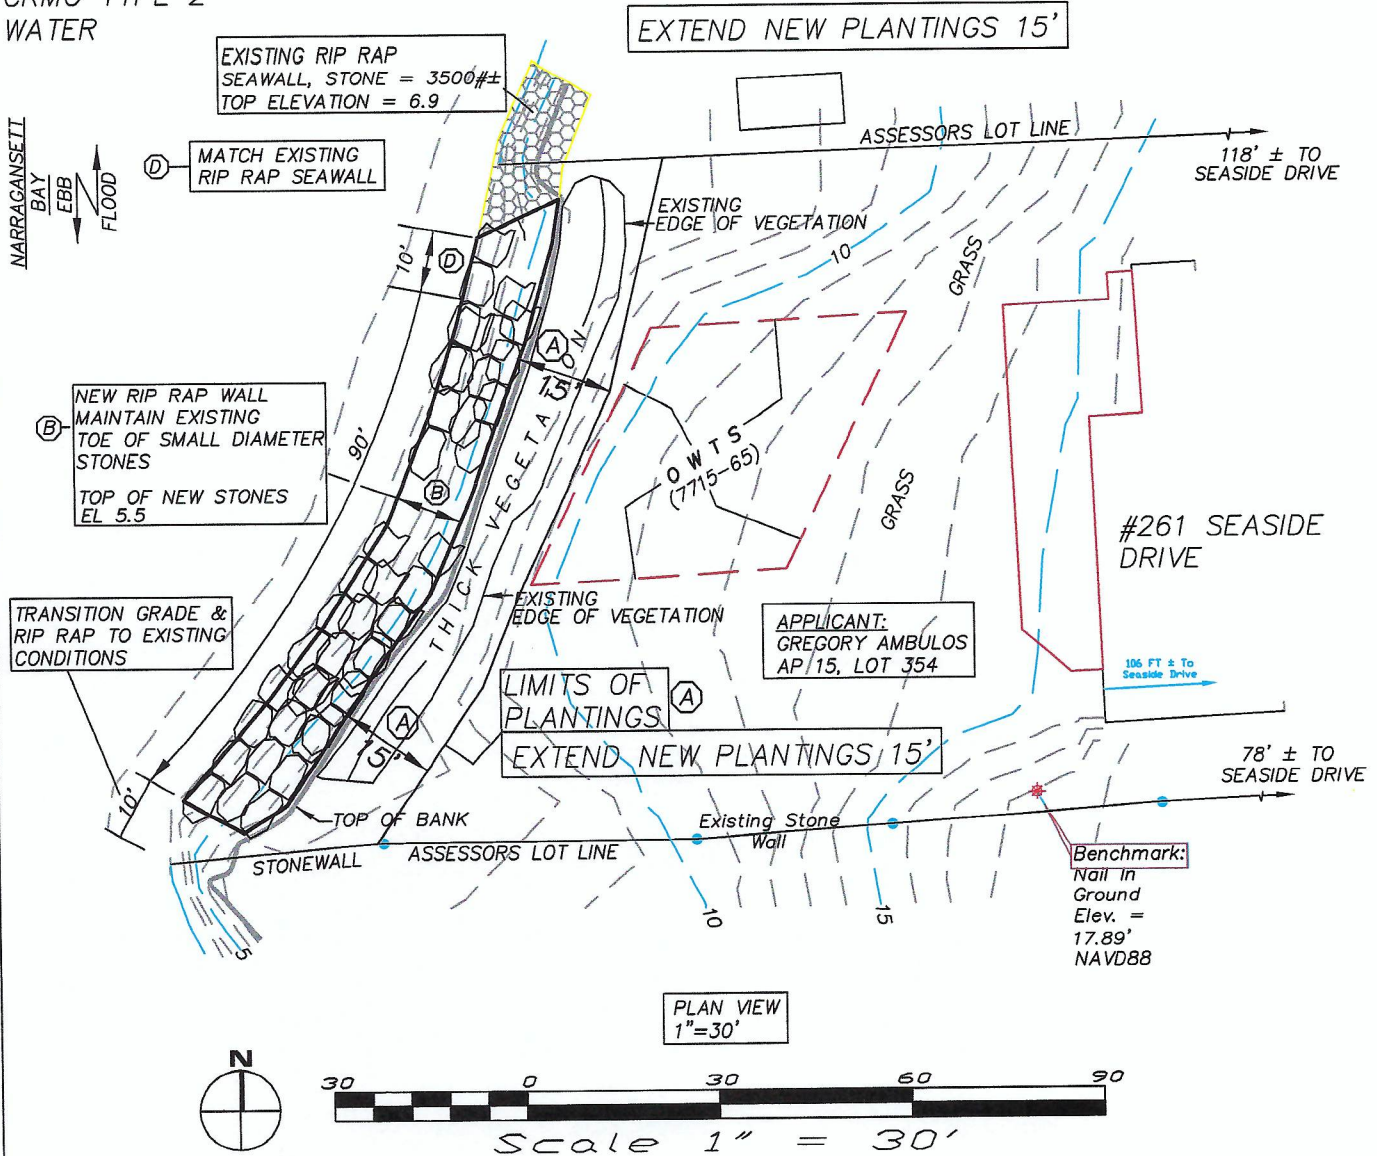 WATER
EXTEND NEW PLANTINGS 15'
EXISTING RIP RAP
SEAWALL, STONE = 3500#±
TOP ELEVATION = 6.9
NARRAGANSETT
BAY
EBB
FLOOD
D
MATCH EXISTING
RIP RAP SEAWALL
ASSESSORS LOT LINE
118' ± TO
SEASIDE DRIVE
EXISTING
EDGE OF VEGETATION
10'
D
10
GRASS
A
15'
THICK VEGETATION
B
NEW RIP RAP WALL
MAINTAIN EXISTING
TOE OF SMALL DIAMETER
STONES
TOP OF NEW STONES
EL 5.5
90'
B
OWTS
(7715-65)
GRASS
#261 SEASIDE
DRIVE
TRANSITION GRADE &
RIP RAP TO EXISTING
CONDITIONS
EXISTING
EDGE OF VEGETATION
APPLICANT:
GREGORY AMBULOS
AP 15, LOT 354
106 FT ± To
Seaside Drive
LIMITS OF
PLANTINGS
A
A
15'
EXTEND NEW PLANTINGS 15'
78' ± TO
SEASIDE DRIVE
10'
TOP OF BANK
Existing Stone
Wall
STONEWALL
ASSESSORS LOT LINE
Benchmark:
Nail In
Ground
Elev. =
17.89'
NAVD88
5
10
15
PLAN VIEW
1"=30'
N
30 0 30 60 90
Scale 1" = 30'